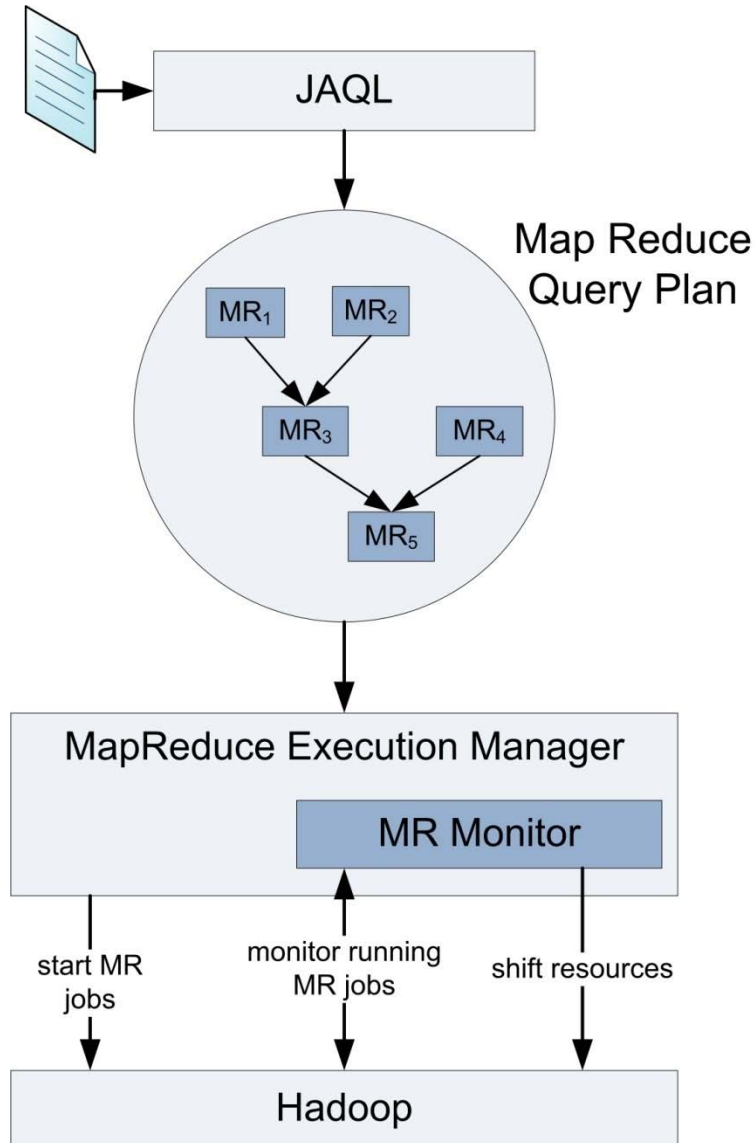 JAQL
Map Reduce
Query Plan
MR₁
MR₂
MR₃
MR₄
MR₅
MapReduce Execution Manager
MR Monitor
start MR
jobs
monitor running
MR jobs
shift resources
Hadoop